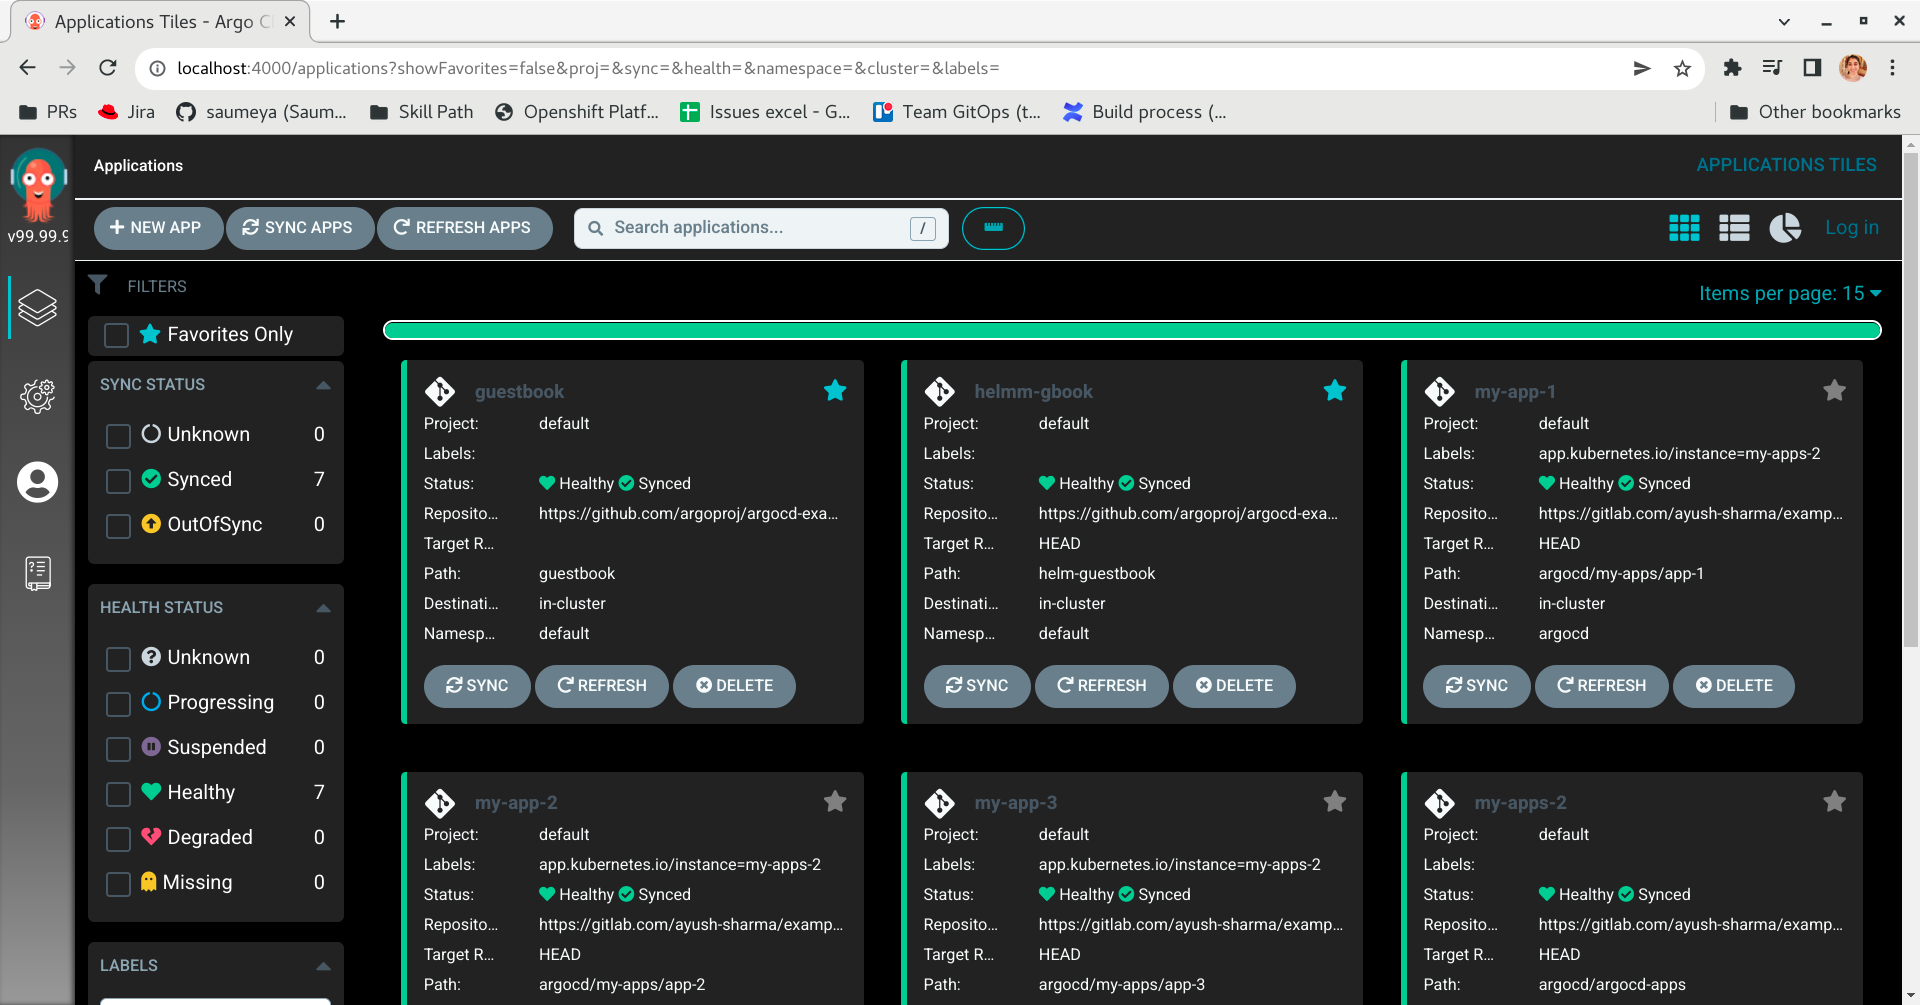 Applications Tiles - Argo C
localhost:4000/applications?showFavorites=false&proj=&sync=&health=&namespace=&cluster=&labels=
PRs Jira saumeya (Saum... Skill Path Openshift Platf... Issues excel - G... Team GitOps (t... Build process (... Other bookmarks
Applications APPLICATIONS TILES
v99.99.9
NEW APP SYNC APPS REFRESH APPS Search applications... / Log in
FILTERS
Items per page: 15
Favorites Only
SYNC STATUS
Unknown 0
Synced 7
OutOfSync 0
HEALTH STATUS
Unknown 0
Progressing 0
Suspended 0
Healthy 7
Degraded 0
Missing 0
LABELS
guestbook
Project: default
Labels:
Status: Healthy Synced
Reposito... https://github.com/argoproj/argocd-exa...
Target R...
Path: guestbook
Destinati... in-cluster
Namesp... default
SYNC REFRESH DELETE
helmm-gbook
Project: default
Labels:
Status: Healthy Synced
Reposito... https://github.com/argoproj/argocd-exa...
Target R... HEAD
Path: helm-guestbook
Destinati... in-cluster
Namesp... default
SYNC REFRESH DELETE
my-app-1
Project: default
Labels: app.kubernetes.io/instance=my-apps-2
Status: Healthy Synced
Reposito... https://gitlab.com/ayush-sharma/examp...
Target R... HEAD
Path: argocd/my-apps/app-1
Destinati... in-cluster
Namesp... argocd
SYNC REFRESH DELETE
my-app-2
Project: default
Labels: app.kubernetes.io/instance=my-apps-2
Status: Healthy Synced
Reposito... https://gitlab.com/ayush-sharma/examp...
Target R... HEAD
Path: argocd/my-apps/app-2
my-app-3
Project: default
Labels: app.kubernetes.io/instance=my-apps-2
Status: Healthy Synced
Reposito... https://gitlab.com/ayush-sharma/examp...
Target R... HEAD
Path: argocd/my-apps/app-3
my-apps-2
Project: default
Labels:
Status: Healthy Synced
Reposito... https://gitlab.com/ayush-sharma/examp...
Target R... HEAD
Path: argocd/argocd-apps